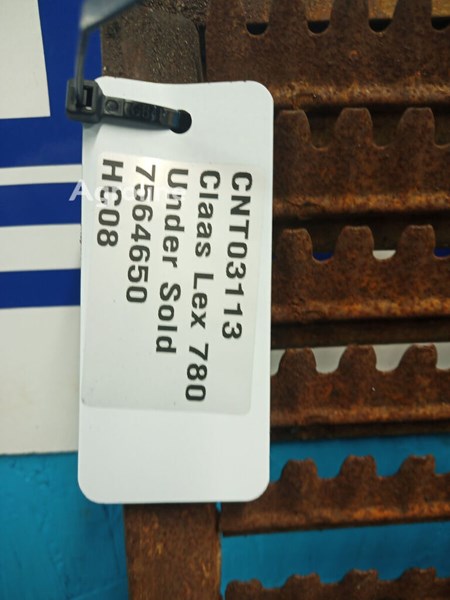 CNT03113
Claas Lex 780
Under Sold
7564650
HC08